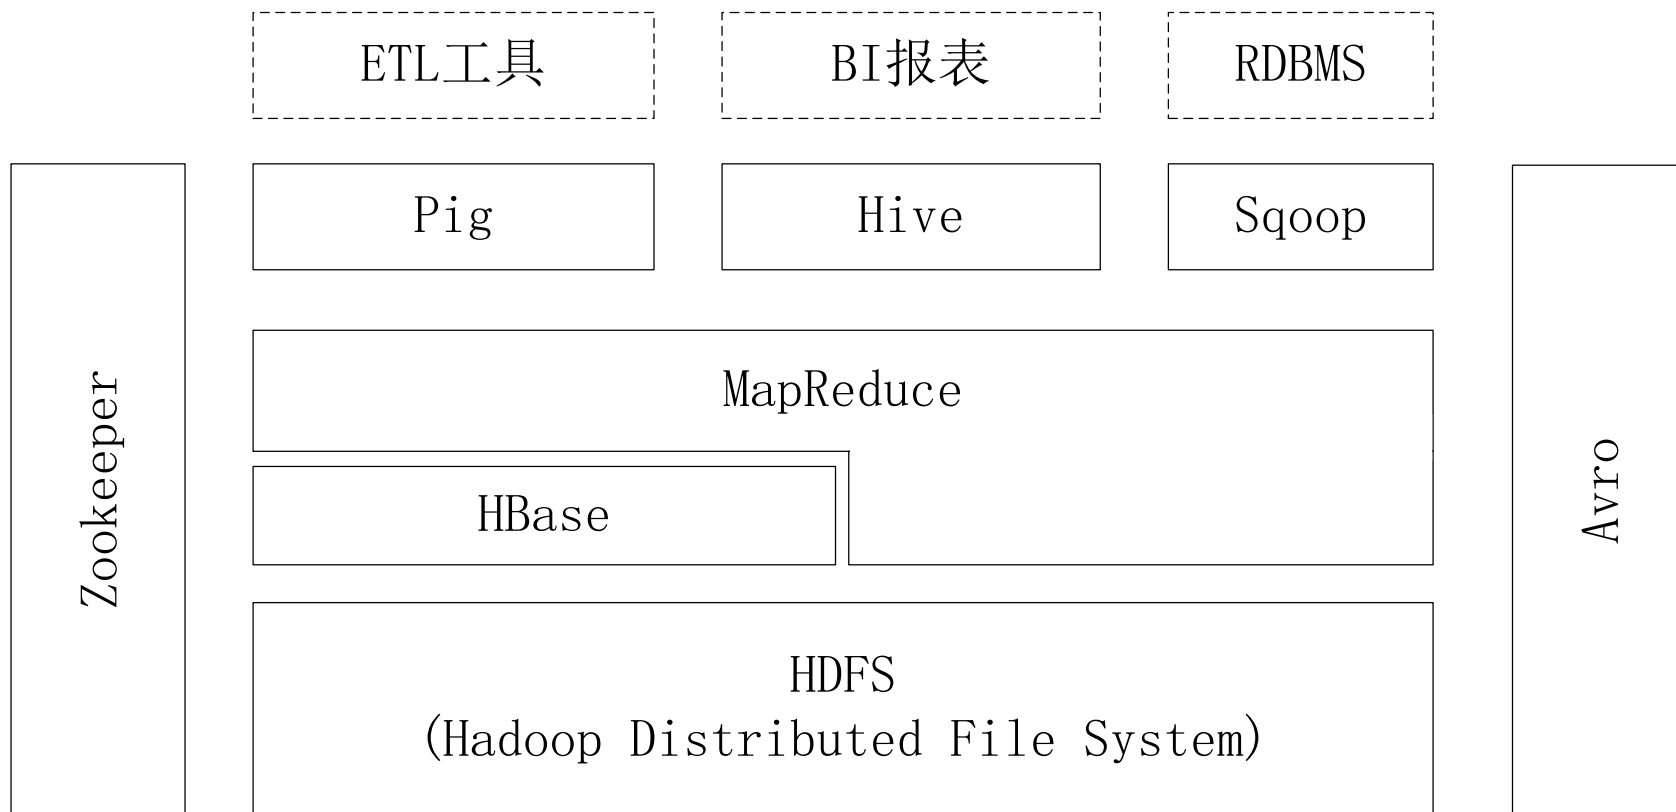 ETL工具
BI报表
RDBMS
Pig
Hive
Sqoop
Zookeeper
MapReduce
HBase
Avro
HDFS
(Hadoop Distributed File System)